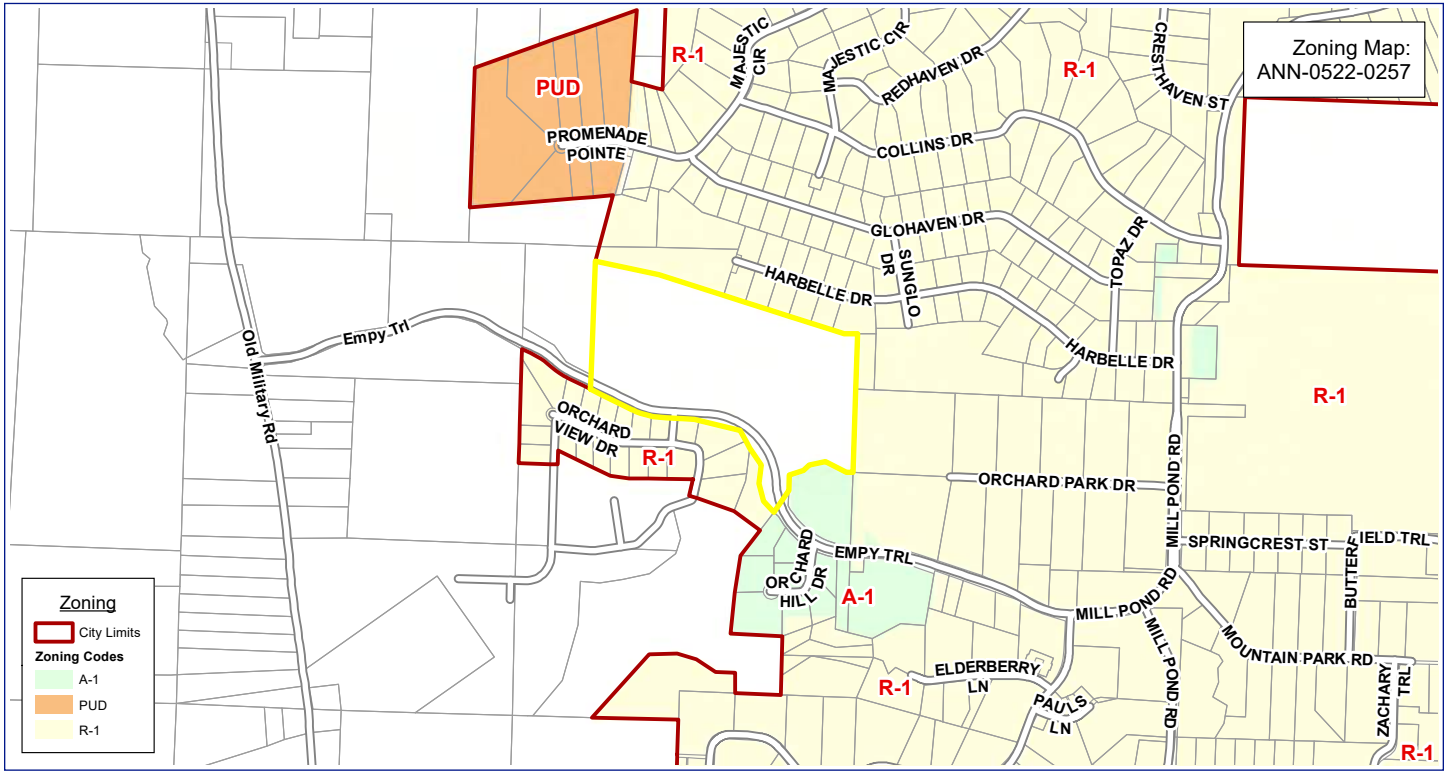 Zoning Map:
ANN-0522-0257
R-1
PUD
PROMENADE
POINTE
MAJESTIC
CIR
MAJESTIC CIR
REDHAVEN DR
R-1
CRESTHAVEN ST
COLLINS DR
GLOHAVEN DR
SUNGLO
DR
TOPAZ DR
HARBELLE DR
HARBELLE DR
Empy Trl
Old Military Rd
ORCHARD
VIEW DR
R-1
R-1
ORCHARD PARK DR
MILL POND RD
SPRINGCREST ST
BUTTERFIELD TRL
EMPY TRL
ORCHARD
HILL DR
A-1
MILL POND RD
MILL POND RD
MOUNTAIN PARK RD
ELDERBERRY
LN
R-1
PAULS
LN
ZACHARY
TRL
R-1
Zoning
City Limits
Zoning Codes
A-1
PUD
R-1